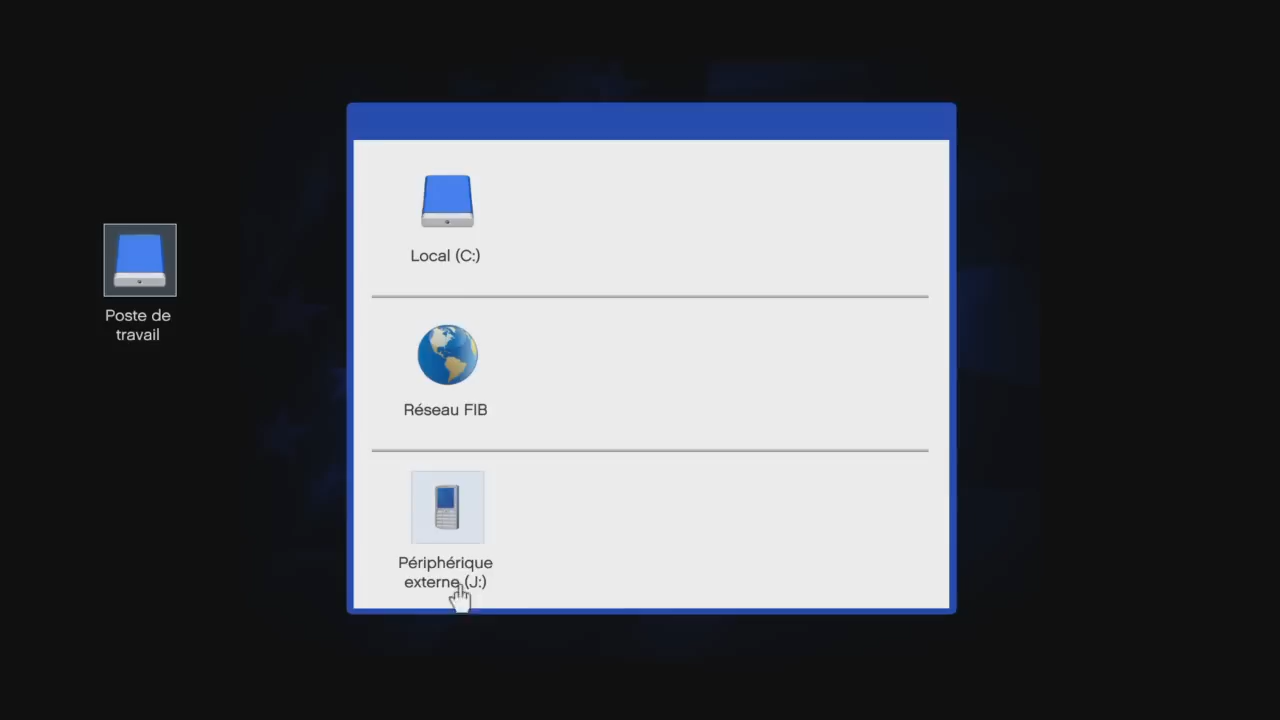 Local (C:)
Poste de
travail
Réseau FIB
Périphérique
externe (J:)